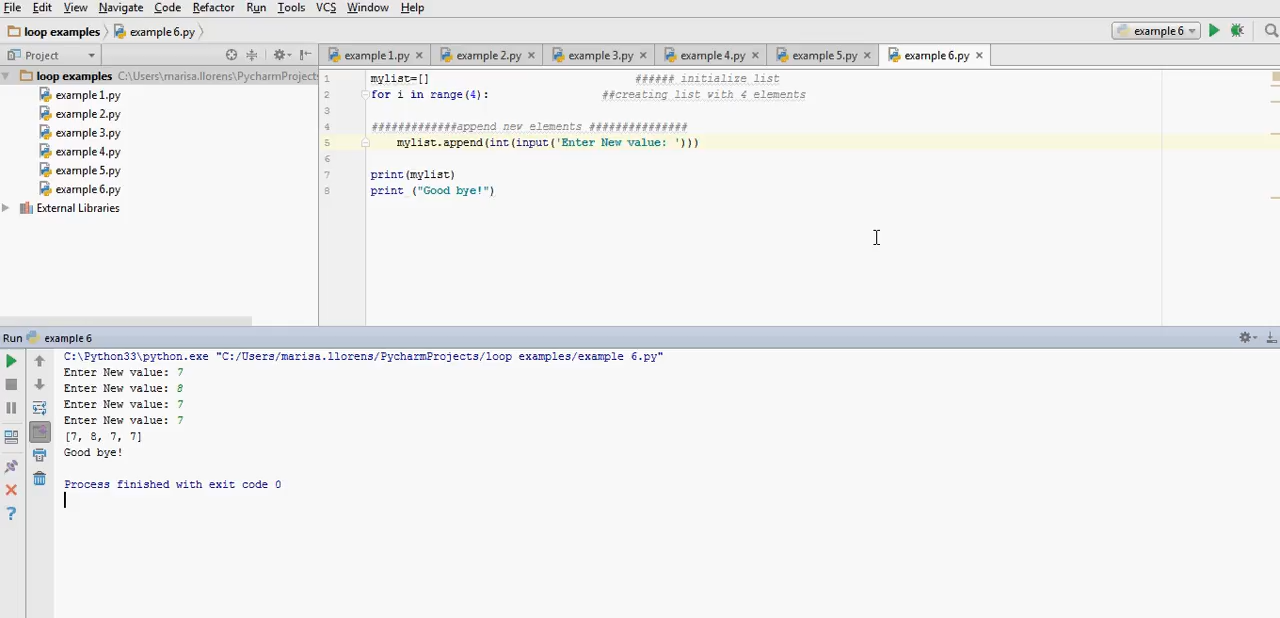 File Edit View Navigate Code Refactor Run Tools VCS Window Help
loop examples example 6.py example 6
Project example 1.py example 2.py example 3.py example 4.py example 5.py example 6.py
loop examples C:\Users\marisa.llorens\PycharmProjects
example 1.py
example 2.py
example 3.py
example 4.py
example 5.py
example 6.py
External Libraries
1 mylist=[] ###### initialize list
2 for i in range(4): ##creating list with 4 elements
3
4 #############append new elements ###############
5 mylist.append(int(input('Enter New value: ')))
6
7 print(mylist)
8 print ("Good bye!")
Run example 6
C:\Python33\python.exe "C:/Users/marisa.llorens/PycharmProjects/loop examples/example 6.py"
Enter New value: 7
Enter New value: 8
Enter New value: 7
Enter New value: 7
[7, 8, 7, 7]
Good bye!
Process finished with exit code 0